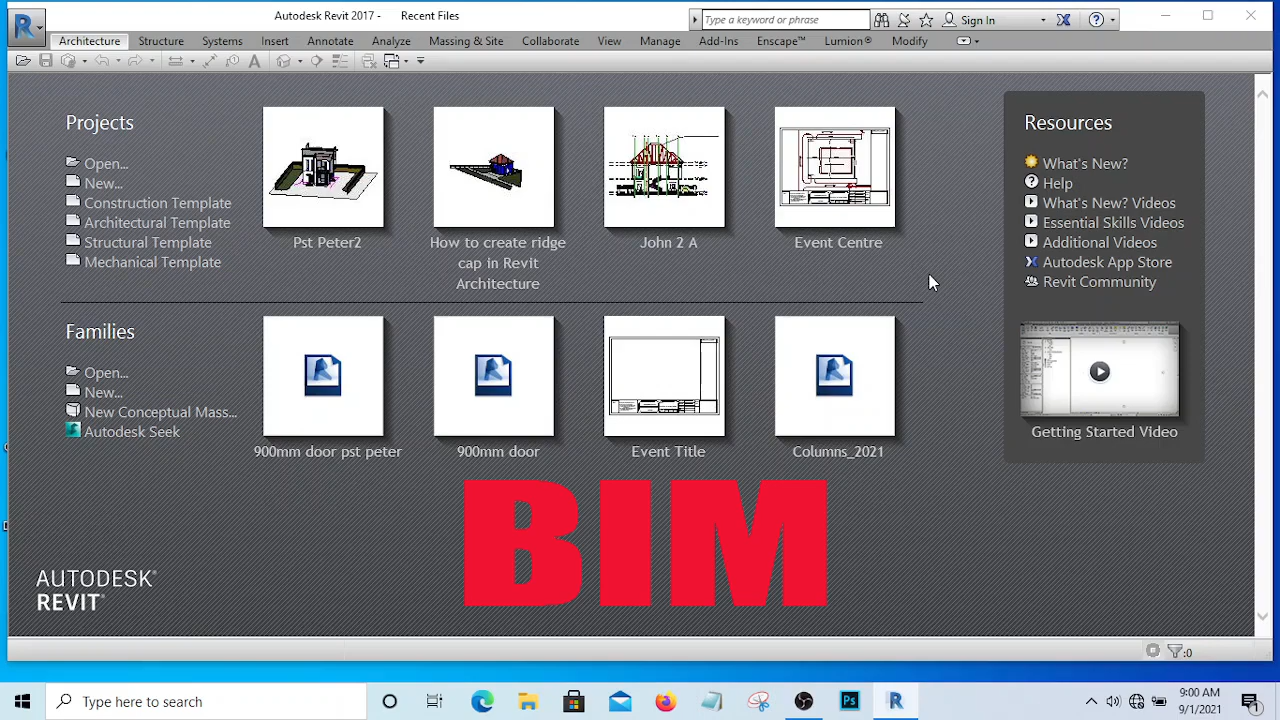 Autodesk Revit 2017 - Recent Files
Type a keyword or phrase
Sign In
Architecture Structure Systems Insert Annotate Analyze Massing & Site Collaborate View Manage Add-Ins Enscape™ Lumion® Modify
Projects
Open...
New...
Construction Template
Architectural Template
Structural Template
Mechanical Template
Pst Peter2
How to create ridge
cap in Revit
Architecture
John 2 A
Event Centre
Families
Open...
New...
New Conceptual Mass...
Autodesk Seek
900mm door pst peter
900mm door
Event Title
Columns_2021
Resources
What's New?
Help
What's New? Videos
Essential Skills Videos
Additional Videos
Autodesk App Store
Revit Community
Getting Started Video
BIM
AUTODESK®
REVIT®
:0
Type here to search
Ps
R
9:00 AM
9/1/2021
1